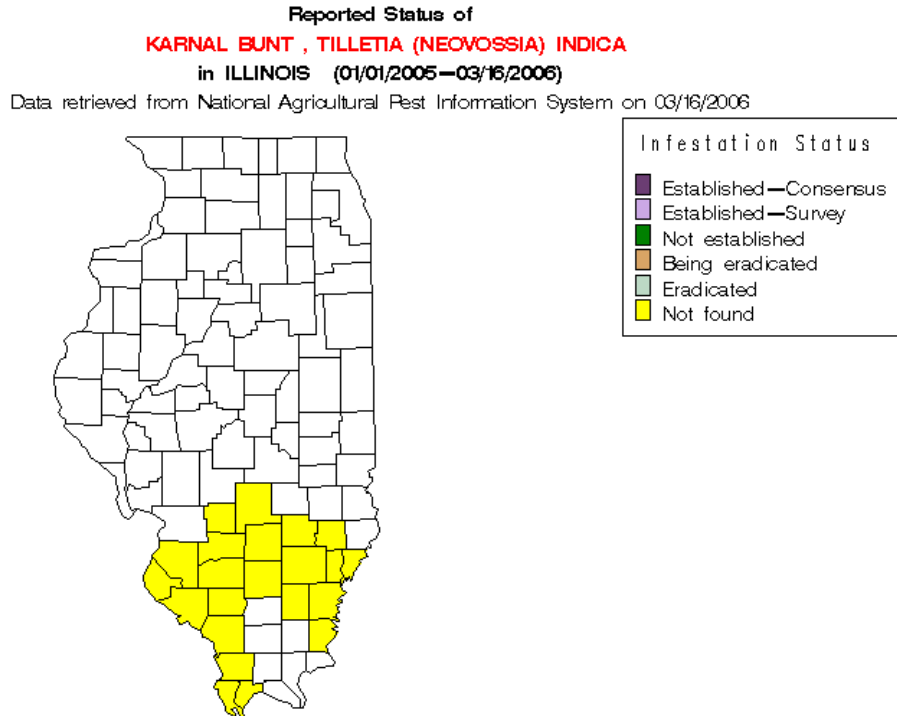 Reported Status of
KARNAL BUNT , TILLETIA (NEOVOSSIA) INDICA
in ILLINOIS (01/01/2005—03/16/2006)
Data retrieved from National Agricultural Pest Information System on 03/16/2006
Infestation Status
Established—Consensus
Established—Survey
Not established
Being eradicated
Eradicated
Not found